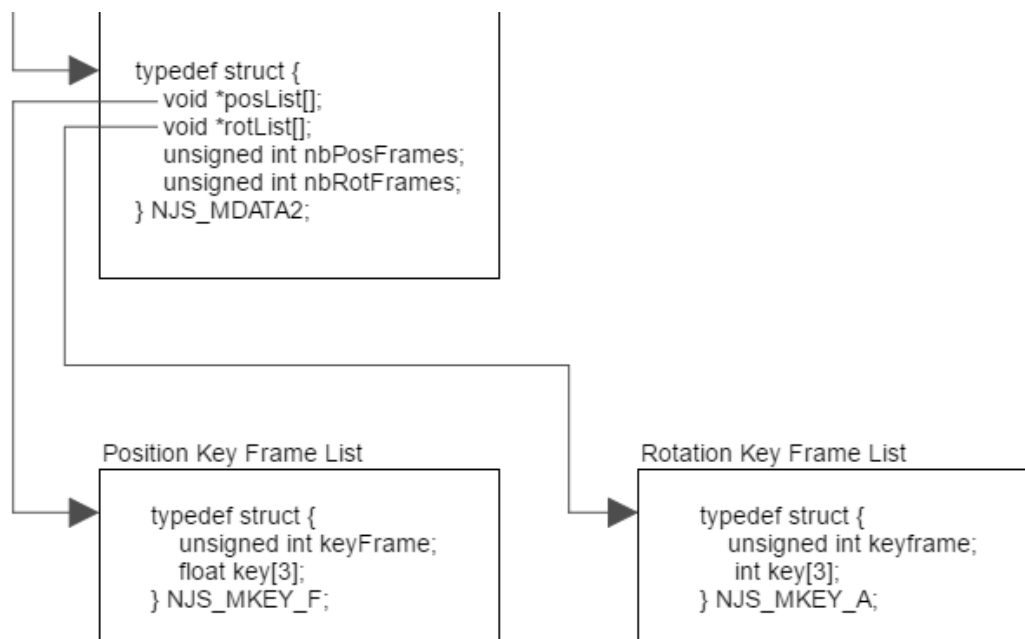 typedef struct {
void *posList[];
void *rotList[];
unsigned int nbPosFrames;
unsigned int nbRotFrames;
} NJS_MDATA2;
Position Key Frame List
typedef struct {
unsigned int keyFrame;
float key[3];
} NJS_MKEY_F;
Rotation Key Frame List
typedef struct {
unsigned int keyframe;
int key[3];
} NJS_MKEY_A;